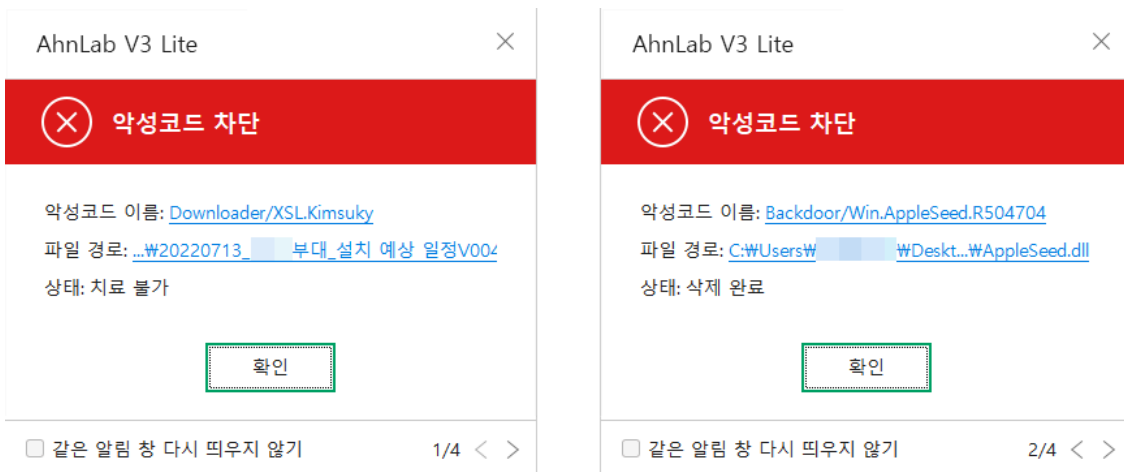 AhnLab V3 Lite
악성코드 차단
악성코드 이름: Downloader/XSL.Kimsuky
파일 경로: ...₩20220713_ 부대_설치 예상 일정V004
상태: 치료 불가
확인
같은 알림 창 다시 띄우지 않기 1/4 < >
AhnLab V3 Lite
악성코드 차단
악성코드 이름: Backdoor/Win.AppleSeed.R504704
파일 경로: C:₩Users₩ ₩Deskt...₩AppleSeed.dll
상태: 삭제 완료
확인
같은 알림 창 다시 띄우지 않기 2/4 < >